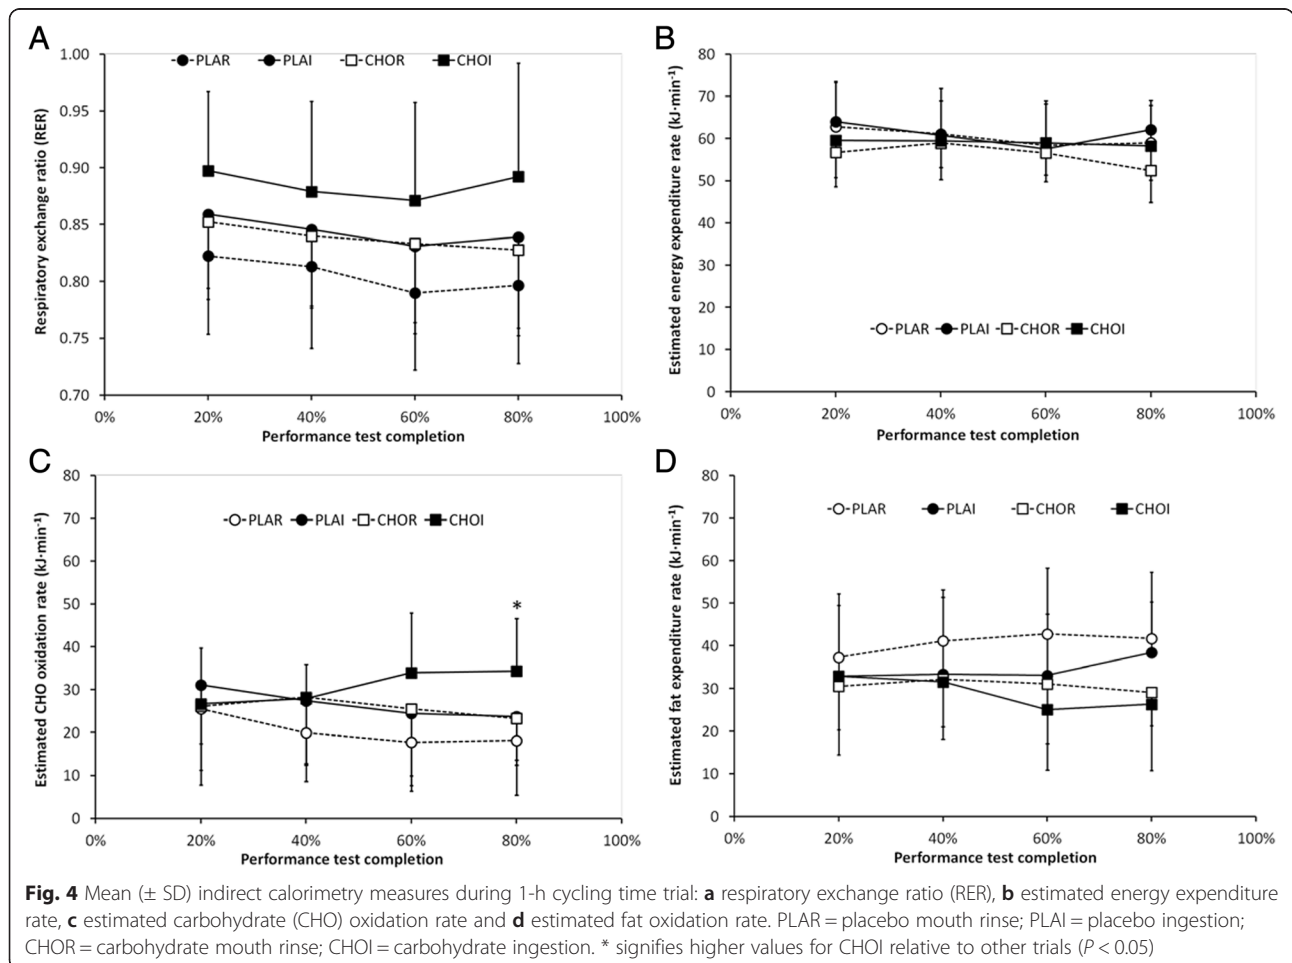 A
1.00
0.95
0.90
0.85
0.80
0.75
0.70
Respiratory exchange ratio (RER)
PLAR PLAI CHOR CHOI
0% 20% 40% 60% 80% 100%
Performance test completion
B
80
70
60
50
40
30
20
10
0
Estimated energy expenditure rate (kJ·min⁻¹)
PLAR PLAI CHOR CHOI
0% 20% 40% 60% 80% 100%
Performance test completion
C
80
70
60
50
40
30
20
10
0
Estimated CHO oxidation rate (kJ·min⁻¹)
PLAR PLAI CHOR CHOI
*
0% 20% 40% 60% 80% 100%
Performance test completion
D
80
70
60
50
40
30
20
10
0
Estimated fat expenditure rate (kJ·min⁻¹)
PLAR PLAI CHOR CHOI
0% 20% 40% 60% 80% 100%
Performance test completion
Fig. 4 Mean (± SD) indirect calorimetry measures during 1-h cycling time trial: a respiratory exchange ratio (RER), b estimated energy expenditure
rate, c estimated carbohydrate (CHO) oxidation rate and d estimated fat oxidation rate. PLAR = placebo mouth rinse; PLAI = placebo ingestion;
CHOR = carbohydrate mouth rinse; CHOI = carbohydrate ingestion. * signifies higher values for CHOI relative to other trials (P < 0.05)